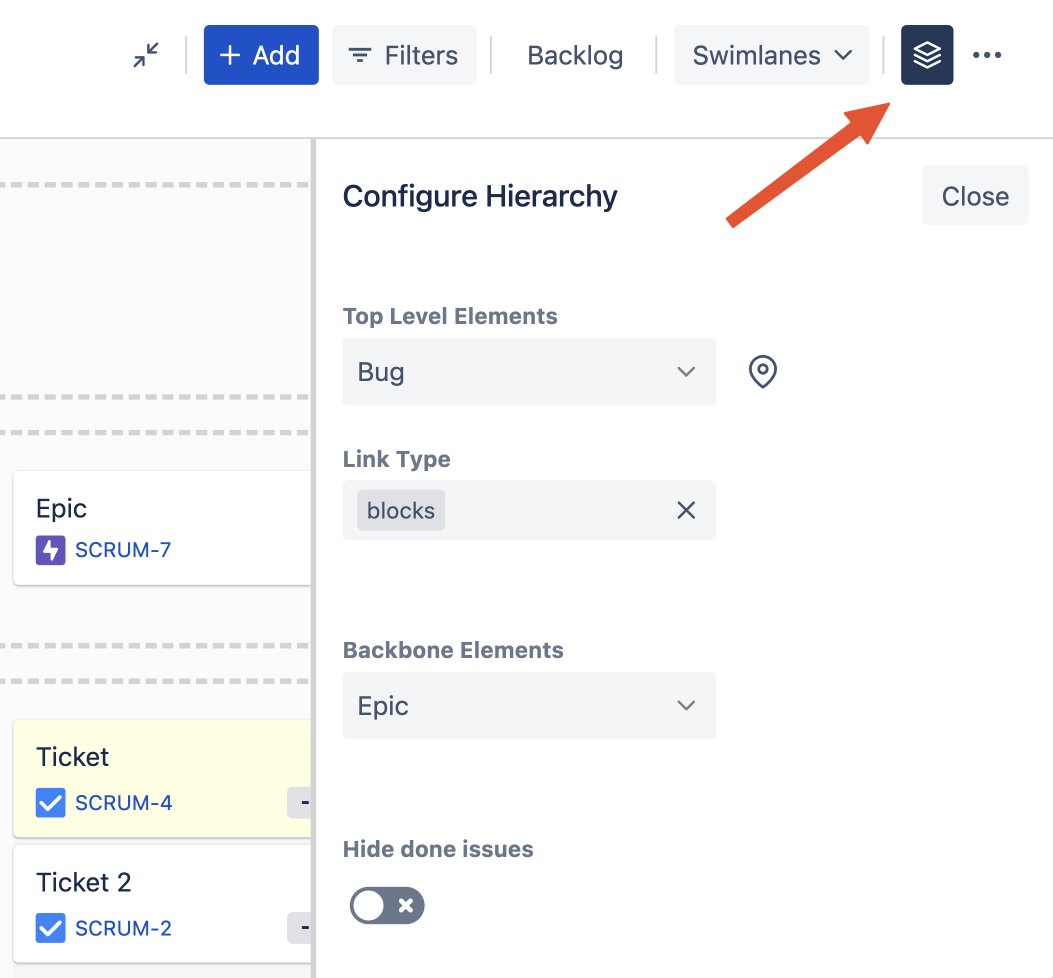 Add
Filters
Backlog
Swimlanes
Configure Hierarchy
Close
Top Level Elements
Bug
Link Type
blocks
Epic
SCRUM-7
Backbone Elements
Epic
Ticket
SCRUM-4
-
Hide done issues
Ticket 2
SCRUM-2
-